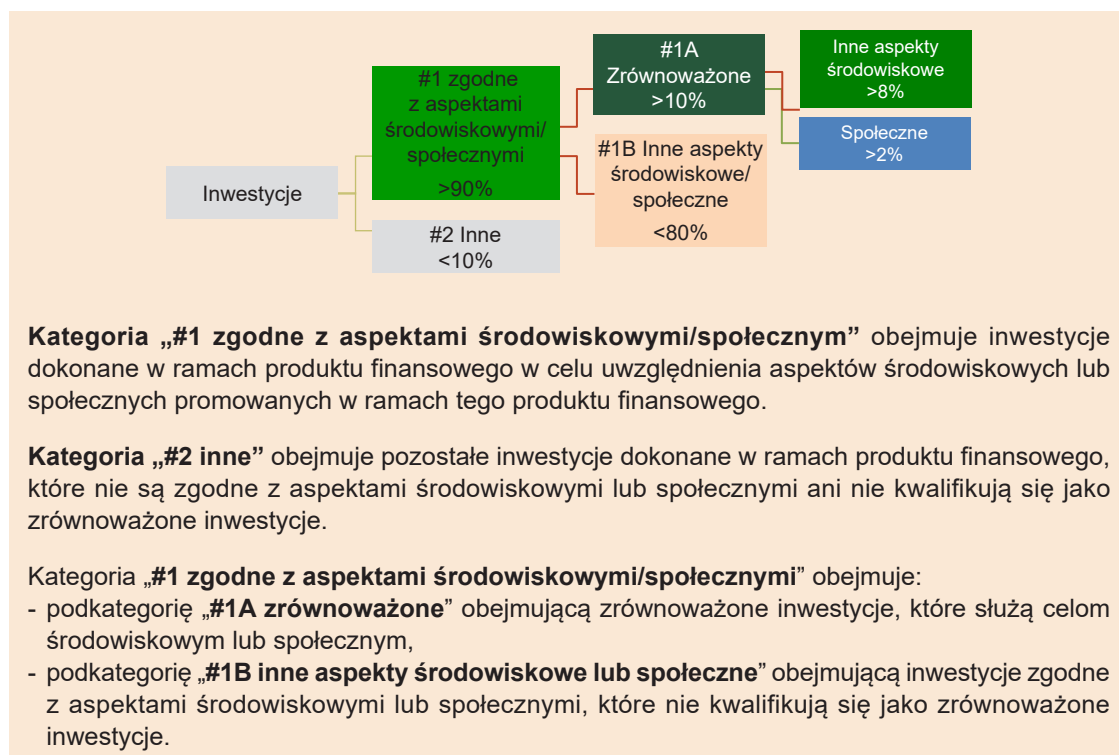 #1A
Zrównoważone
>10%
Inne aspekty
środowiskowe
>8%
#1 zgodne
z aspektami
środowiskowymi/
społecznymi
>90%
Społeczne
>2%
#1B Inne aspekty
środowiskowe/
społeczne
<80%
Inwestycje
#2 Inne
<10%
Kategoria „#1 zgodne z aspektami środowiskowymi/społecznym” obejmuje inwestycje
dokonane w ramach produktu finansowego w celu uwzględnienia aspektów środowiskowych lub
społecznych promowanych w ramach tego produktu finansowego.
Kategoria „#2 inne” obejmuje pozostałe inwestycje dokonane w ramach produktu finansowego,
które nie są zgodne z aspektami środowiskowymi lub społecznymi ani nie kwalifikują się jako
zrównoważone inwestycje.
Kategoria „#1 zgodne z aspektami środowiskowymi/społecznymi” obejmuje:
- podkategorię „#1A zrównoważone” obejmującą zrównoważone inwestycje, które służą celom
środowiskowym lub społecznym,
- podkategorię „#1B inne aspekty środowiskowe lub społeczne” obejmującą inwestycje zgodne
z aspektami środowiskowymi lub społecznymi, które nie kwalifikują się jako zrównoważone
inwestycje.